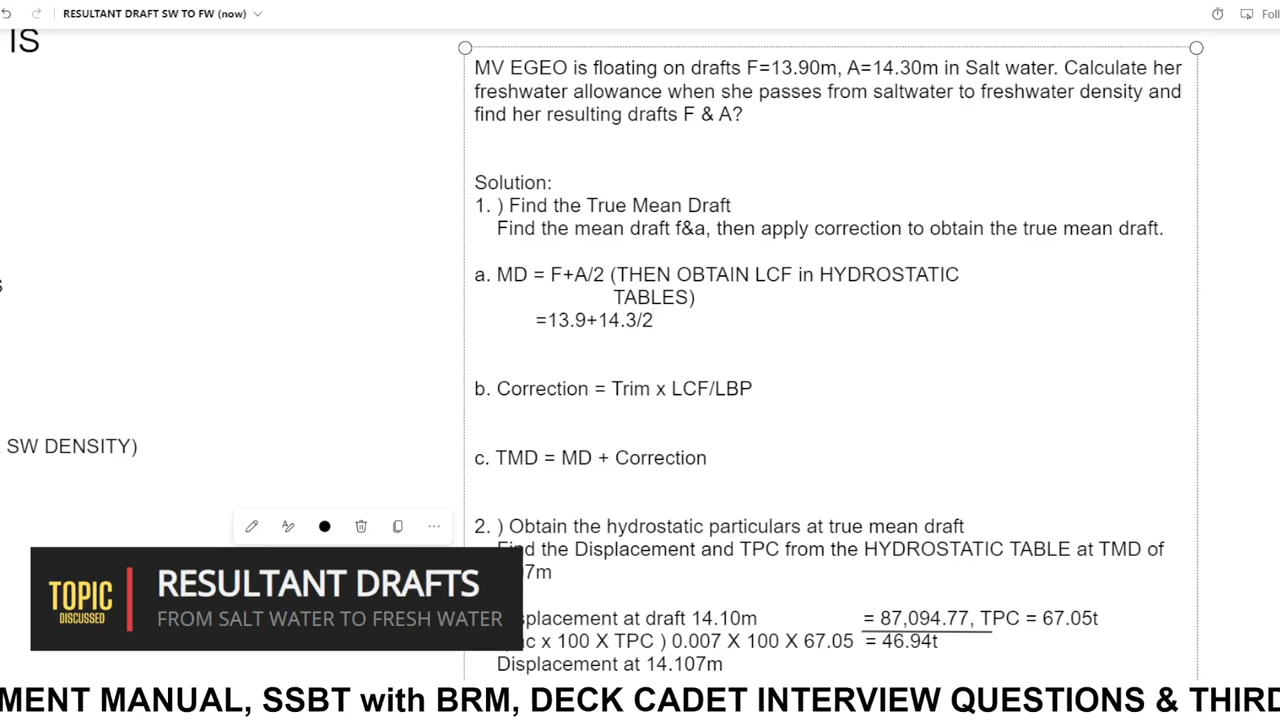 RESULTANT DRAFT SW TO FW (now)
IS
MV EGEO is floating on drafts F=13.90m, A=14.30m in Salt water. Calculate her
freshwater allowance when she passes from saltwater to freshwater density and
find her resulting drafts F & A?
Solution:
1. ) Find the True Mean Draft
Find the mean draft f&a, then apply correction to obtain the true mean draft.
a. MD = F+A/2 (THEN OBTAIN LCF in HYDROSTATIC
TABLES)
=13.9+14.3/2
b. Correction = Trim x LCF/LBP
SW DENSITY)
c. TMD = MD + Correction
2. ) Obtain the hydrostatic particulars at true mean draft
the Displacement and TPC from the HYDROSTATIC TABLE at TMD of
7m
splacement at draft 14.10m = 87,094.77, TPC = 67.05t
x 100 X TPC ) 0.007 X 100 X 67.05 = 46.94t
Displacement at 14.107m
TOPIC
DISCUSSED
RESULTANT DRAFTS
FROM SALT WATER TO FRESH WATER
MENT MANUAL, SSBT with BRM, DECK CADET INTERVIEW QUESTIONS & THIRD